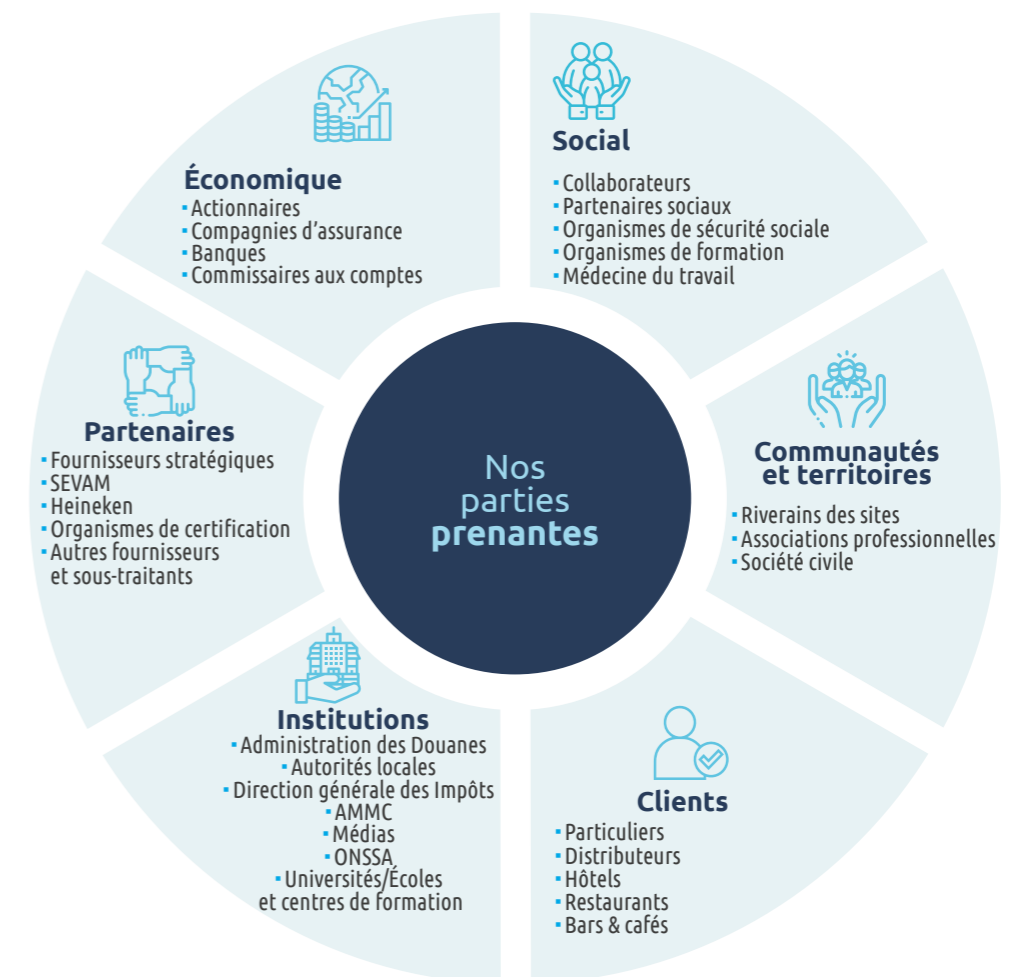 Économique
▪ Actionnaires
▪ Compagnies d’assurance
▪ Banques
▪ Commissaires aux comptes
Social
▪ Collaborateurs
▪ Partenaires sociaux
▪ Organismes de sécurité sociale
▪ Organismes de formation
▪ Médecine du travail
Partenaires
▪ Fournisseurs stratégiques
▪ SEVAM
▪ Heineken
▪ Organismes de certification
▪ Autres fournisseurs
et sous-traitants
Nos
parties
prenantes
Communautés
et territoires
▪ Riverains des sites
▪ Associations professionnelles
▪ Société civile
Institutions
▪ Administration des Douanes
▪ Autorités locales
▪ Direction générale des Impôts
▪ AMMC
▪ Médias
▪ ONSSA
▪ Universités/Écoles
et centres de formation
Clients
▪ Particuliers
▪ Distributeurs
▪ Hôtels
▪ Restaurants
▪ Bars & cafés